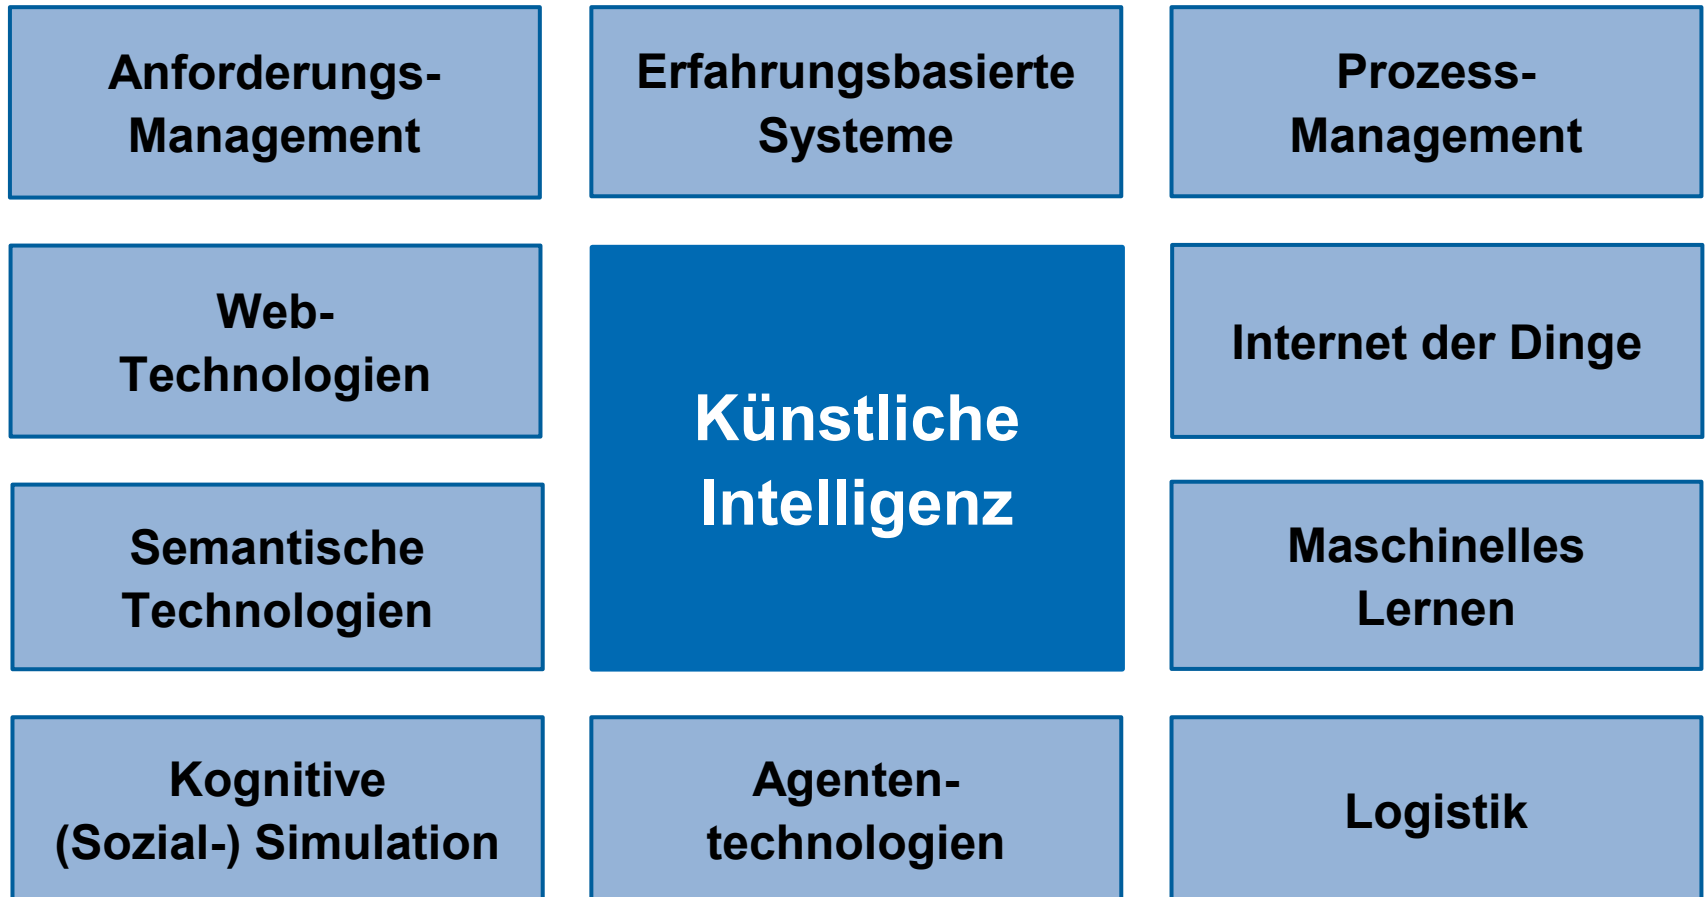 Anforderungs-
Management
Erfahrungsbasierte
Systeme
Prozess-
Management
Web-
Technologien
Künstliche
Intelligenz
Internet der Dinge
Semantische
Technologien
Maschinelles
Lernen
Kognitive
(Sozial-) Simulation
Agenten-
technologien
Logistik